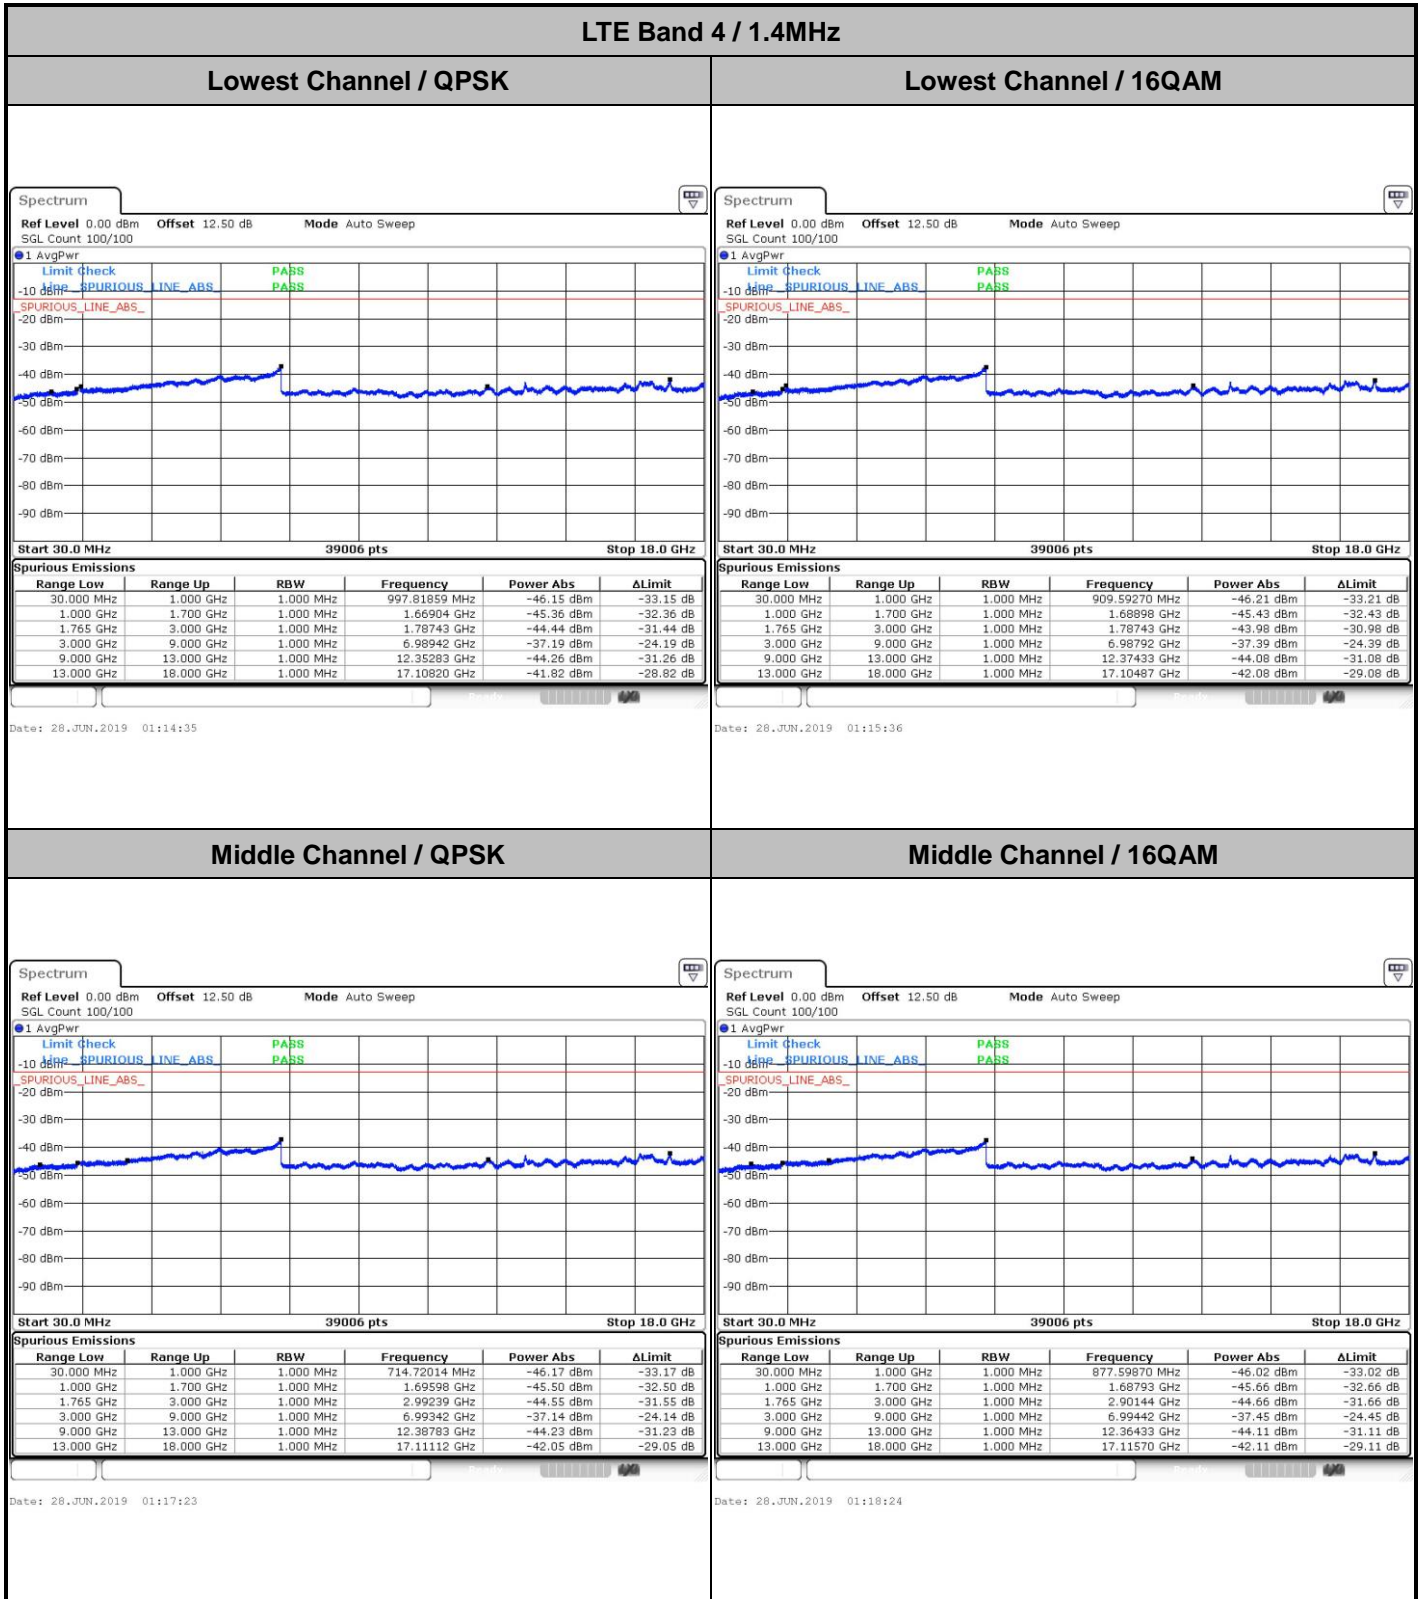 LTE Band 4 / 1.4MHz
Lowest Channel / QPSK
Lowest Channel / 16QAM
Spectrum
Ref Level 0.00 dBm Offset 12.50 dB Mode Auto Sweep
SGL Count 100/100
1 AvgPwr
Limit Check PASS
Line _SPURIOUS_LINE_ABS_ PASS
-10 dBm
_SPURIOUS_LINE_ABS_
-20 dBm
-30 dBm
-40 dBm
-50 dBm
-60 dBm
-70 dBm
-80 dBm
-90 dBm
Start 30.0 MHz 39006 pts Stop 18.0 GHz
Spurious Emissions
Range Low Range Up RBW Frequency Power Abs ΔLimit
30.000 MHz 1.000 GHz 1.000 MHz 997.81859 MHz -46.15 dBm -33.15 dB
1.000 GHz 1.700 GHz 1.000 MHz 1.66904 GHz -45.36 dBm -32.36 dB
1.765 GHz 3.000 GHz 1.000 MHz 1.78743 GHz -44.44 dBm -31.44 dB
3.000 GHz 9.000 GHz 1.000 MHz 6.98942 GHz -37.19 dBm -24.19 dB
9.000 GHz 13.000 GHz 1.000 MHz 12.35283 GHz -44.26 dBm -31.26 dB
13.000 GHz 18.000 GHz 1.000 MHz 17.10820 GHz -41.82 dBm -28.82 dB
Date: 28.JUN.2019 01:14:35
Spectrum
Ref Level 0.00 dBm Offset 12.50 dB Mode Auto Sweep
SGL Count 100/100
1 AvgPwr
Limit Check PASS
Line _SPURIOUS_LINE_ABS_ PASS
-10 dBm
_SPURIOUS_LINE_ABS_
-20 dBm
-30 dBm
-40 dBm
-50 dBm
-60 dBm
-70 dBm
-80 dBm
-90 dBm
Start 30.0 MHz 39006 pts Stop 18.0 GHz
Spurious Emissions
Range Low Range Up RBW Frequency Power Abs ΔLimit
30.000 MHz 1.000 GHz 1.000 MHz 909.59270 MHz -46.21 dBm -33.21 dB
1.000 GHz 1.700 GHz 1.000 MHz 1.68898 GHz -45.43 dBm -32.43 dB
1.765 GHz 3.000 GHz 1.000 MHz 1.78743 GHz -43.98 dBm -30.98 dB
3.000 GHz 9.000 GHz 1.000 MHz 6.98792 GHz -37.39 dBm -24.39 dB
9.000 GHz 13.000 GHz 1.000 MHz 12.37433 GHz -44.08 dBm -31.08 dB
13.000 GHz 18.000 GHz 1.000 MHz 17.10487 GHz -42.08 dBm -29.08 dB
Date: 28.JUN.2019 01:15:36
Middle Channel / QPSK
Middle Channel / 16QAM
Spectrum
Ref Level 0.00 dBm Offset 12.50 dB Mode Auto Sweep
SGL Count 100/100
1 AvgPwr
Limit Check PASS
Line _SPURIOUS_LINE_ABS_ PASS
-10 dBm
_SPURIOUS_LINE_ABS_
-20 dBm
-30 dBm
-40 dBm
-50 dBm
-60 dBm
-70 dBm
-80 dBm
-90 dBm
Start 30.0 MHz 39006 pts Stop 18.0 GHz
Spurious Emissions
Range Low Range Up RBW Frequency Power Abs ΔLimit
30.000 MHz 1.000 GHz 1.000 MHz 714.72014 MHz -46.17 dBm -33.17 dB
1.000 GHz 1.700 GHz 1.000 MHz 1.69598 GHz -45.50 dBm -32.50 dB
1.765 GHz 3.000 GHz 1.000 MHz 2.99239 GHz -44.55 dBm -31.55 dB
3.000 GHz 9.000 GHz 1.000 MHz 6.99342 GHz -37.14 dBm -24.14 dB
9.000 GHz 13.000 GHz 1.000 MHz 12.38783 GHz -44.23 dBm -31.23 dB
13.000 GHz 18.000 GHz 1.000 MHz 17.11112 GHz -42.05 dBm -29.05 dB
Date: 28.JUN.2019 01:17:23
Spectrum
Ref Level 0.00 dBm Offset 12.50 dB Mode Auto Sweep
SGL Count 100/100
1 AvgPwr
Limit Check PASS
Line _SPURIOUS_LINE_ABS_ PASS
-10 dBm
_SPURIOUS_LINE_ABS_
-20 dBm
-30 dBm
-40 dBm
-50 dBm
-60 dBm
-70 dBm
-80 dBm
-90 dBm
Start 30.0 MHz 39006 pts Stop 18.0 GHz
Spurious Emissions
Range Low Range Up RBW Frequency Power Abs ΔLimit
30.000 MHz 1.000 GHz 1.000 MHz 877.59870 MHz -46.02 dBm -33.02 dB
1.000 GHz 1.700 GHz 1.000 MHz 1.68793 GHz -45.66 dBm -32.66 dB
1.765 GHz 3.000 GHz 1.000 MHz 2.90144 GHz -44.66 dBm -31.66 dB
3.000 GHz 9.000 GHz 1.000 MHz 6.99442 GHz -37.45 dBm -24.45 dB
9.000 GHz 13.000 GHz 1.000 MHz 12.36433 GHz -44.11 dBm -31.11 dB
13.000 GHz 18.000 GHz 1.000 MHz 17.11570 GHz -42.11 dBm -29.11 dB
Date: 28.JUN.2019 01:18:24